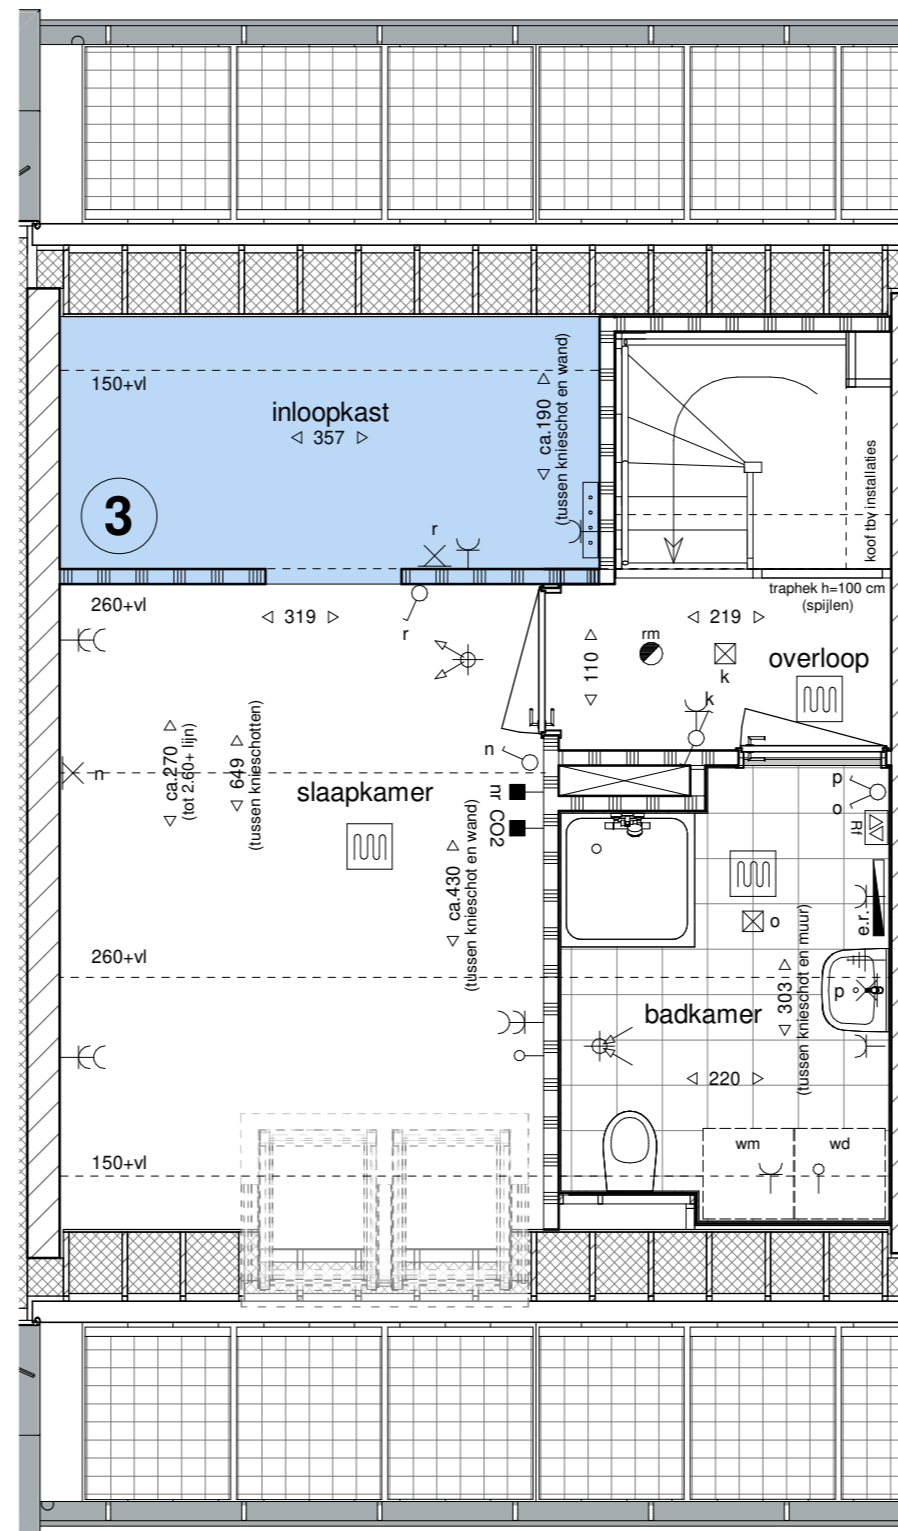 150+vl
inloopkast
357
ca.190
(tussen knieschot en wand)
3
r
koof tbv installaties
260+vl
319
r
traphek h=100 cm
(spijlen)
219
110
rm
k
overloop
k
ca.270
(tot 2.60+ lijn)
649
(tussen knieschotten)
n
n
slaapkamer
nr
CO2
ca.430
(tussen knieschot en wand)
p
o
Rf
o
e.r.
260+vl
p
badkamer
303
(tussen knieschot en muur)
220
150+vl
wm
wd